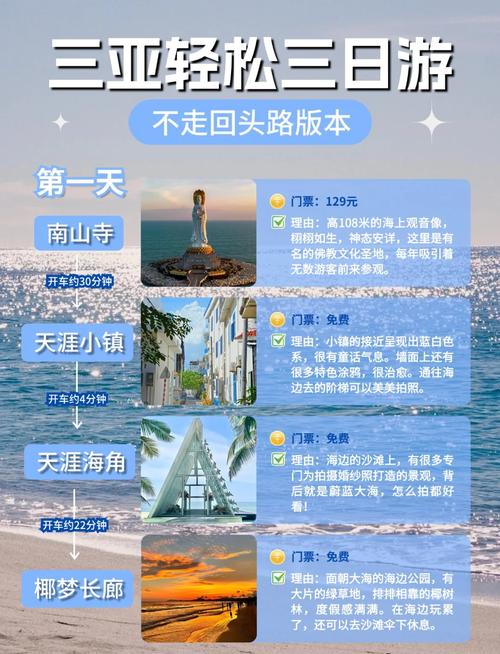 三亚轻松三日游
不走回头路版本
第一天
南山寺
门票：129元
理由：高108米的海上观音像，
栩栩如生，神态安详，这里是有
名的佛教文化圣地，每年吸引着
无数游客前来参观。
开车约30分钟
天涯小镇
门票：免费
理由：小镇的接近呈现出蓝白色
系，很有童话气息。墙面上还有
很多特色涂鸦，很治愈。通往海
边去的阶梯可以美美拍照。
开车约4分钟
天涯海角
门票：免费
理由：海边的沙滩上，有很多专
门为拍摄婚纱照打造的景观，背
后就是蔚蓝大海，怎么拍都好
看！
开车约22分钟
椰梦长廊
门票：免费
理由：面朝大海的海边公园，有
大片的绿草地，排排相靠的椰树
林，度假感满满。在海边玩累
了，还可以去沙滩伞下休息。